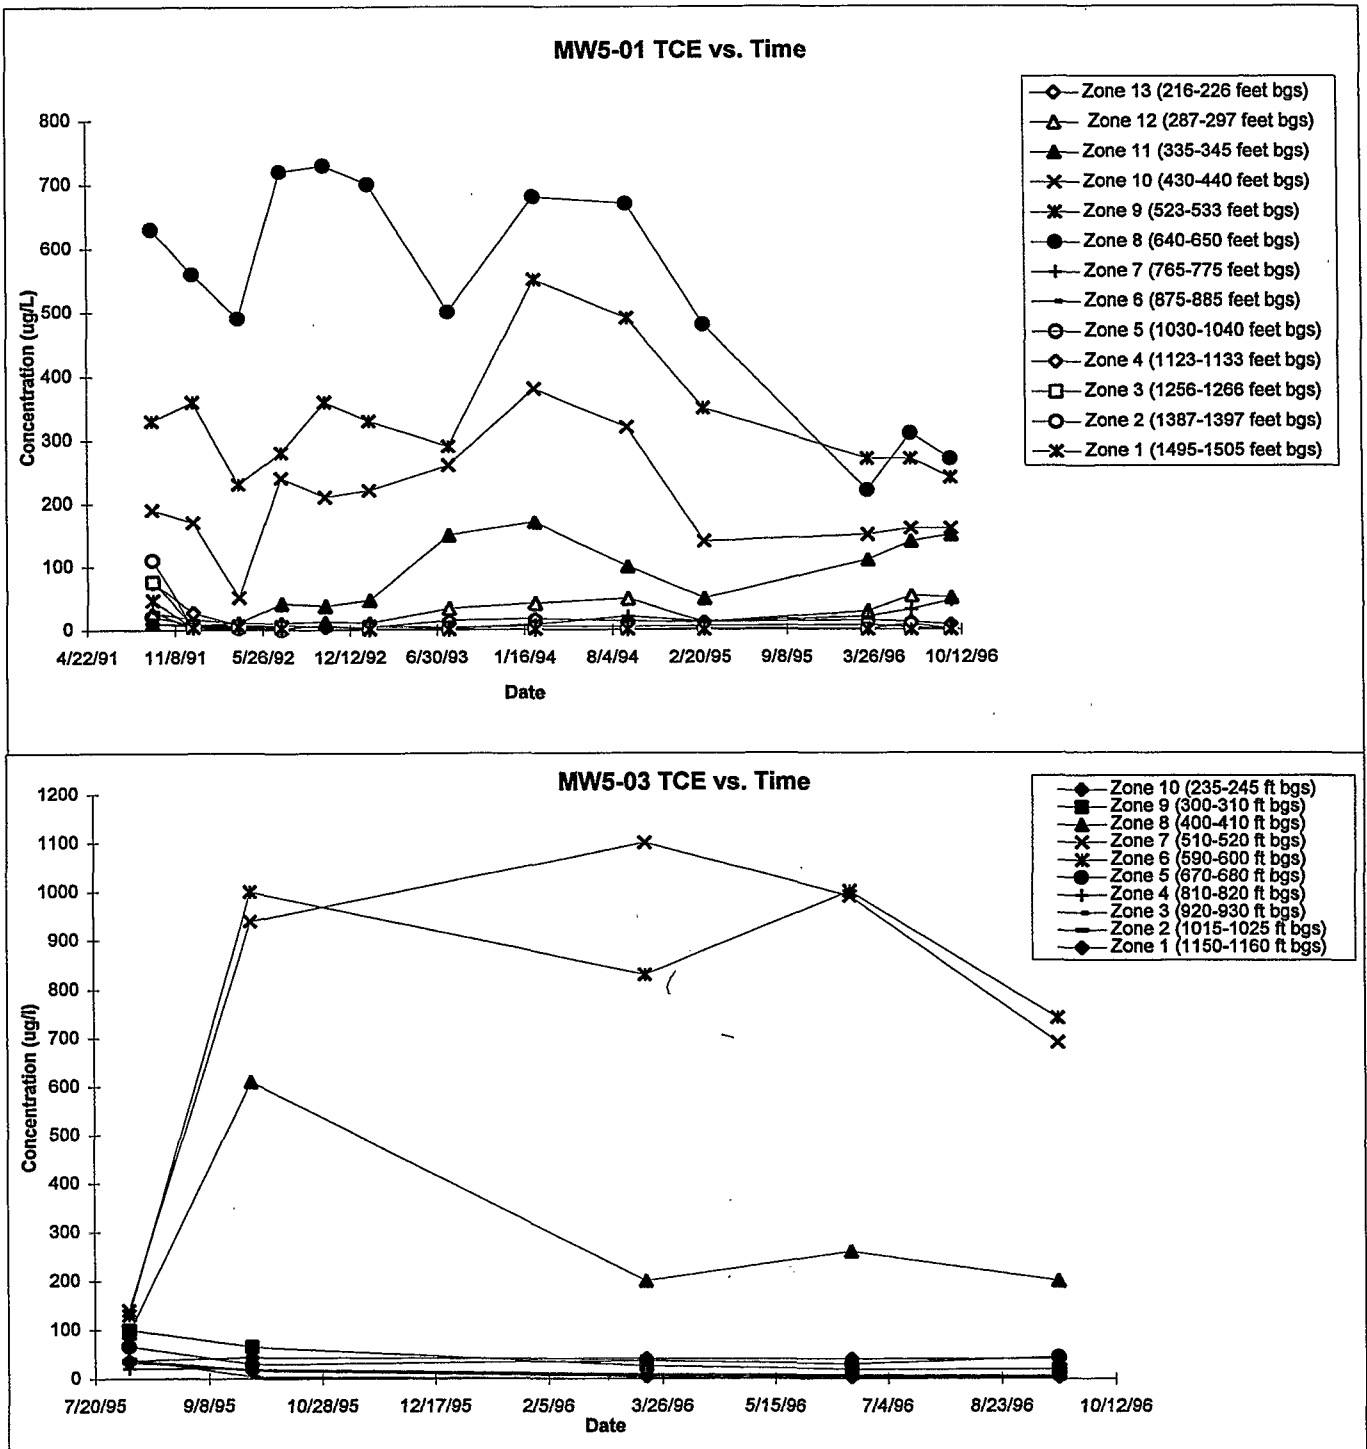 MW5-01 TCE vs. Time
Zone 13 (216-226 feet bgs)
Zone 12 (287-297 feet bgs)
Zone 11 (335-345 feet bgs)
Zone 10 (430-440 feet bgs)
Zone 9 (523-533 feet bgs)
Zone 8 (640-650 feet bgs)
Zone 7 (765-775 feet bgs)
Zone 6 (875-885 feet bgs)
Zone 5 (1030-1040 feet bgs)
Zone 4 (1123-1133 feet bgs)
Zone 3 (1256-1266 feet bgs)
Zone 2 (1387-1397 feet bgs)
Zone 1 (1495-1505 feet bgs)
Concentration (ug/L)
800
700
600
500
400
300
200
100
0
4/22/91 11/8/91 5/26/92 12/12/92 6/30/93 1/16/94 8/4/94 2/20/95 9/8/95 3/26/96 10/12/96
Date
MW5-03 TCE vs. Time
Zone 10 (235-245 ft bgs)
Zone 9 (300-310 ft bgs)
Zone 8 (400-410 ft bgs)
Zone 7 (510-520 ft bgs)
Zone 6 (590-600 ft bgs)
Zone 5 (670-680 ft bgs)
Zone 4 (810-820 ft bgs)
Zone 3 (920-930 ft bgs)
Zone 2 (1015-1025 ft bgs)
Zone 1 (1150-1160 ft bgs)
Concentration (ug/l)
1200
1100
1000
900
800
700
600
500
400
300
200
100
0
7/20/95 9/8/95 10/28/95 12/17/95 2/5/96 3/26/96 5/15/96 7/4/96 8/23/96 10/12/96
Date